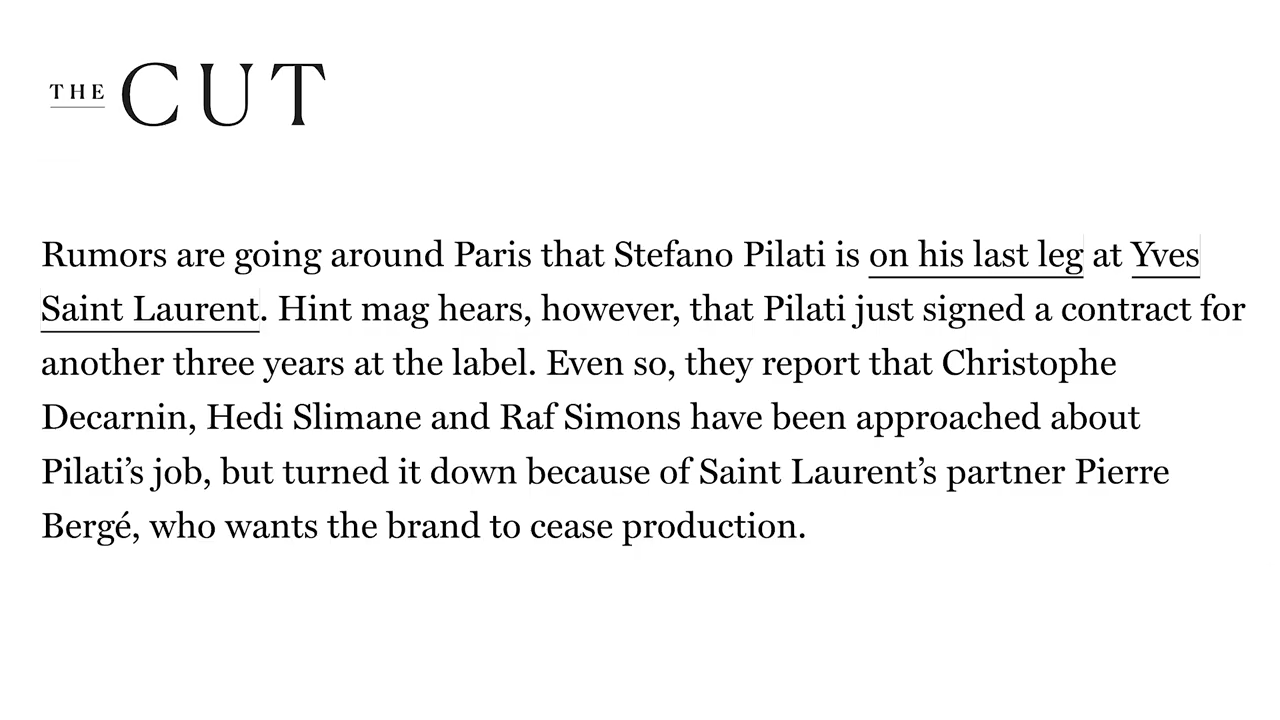 THE CUT
Rumors are going around Paris that Stefano Pilati is on his last leg at Yves
Saint Laurent. Hint mag hears, however, that Pilati just signed a contract for
another three years at the label. Even so, they report that Christophe
Decarnin, Hedi Slimane and Raf Simons have been approached about
Pilati’s job, but turned it down because of Saint Laurent’s partner Pierre
Bergé, who wants the brand to cease production.